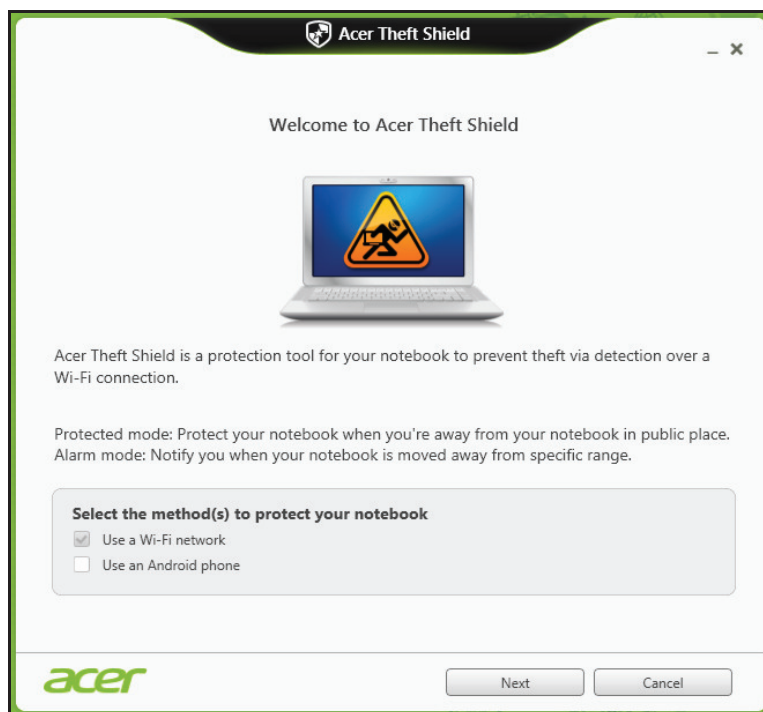 Acer Theft Shield
Welcome to Acer Theft Shield
Acer Theft Shield is a protection tool for your notebook to prevent theft via detection over a
Wi-Fi connection.
Protected mode: Protect your notebook when you're away from your notebook in public place.
Alarm mode: Notify you when your notebook is moved away from specific range.
Select the method(s) to protect your notebook
Use a Wi-Fi network
Use an Android phone
acer
Next
Cancel